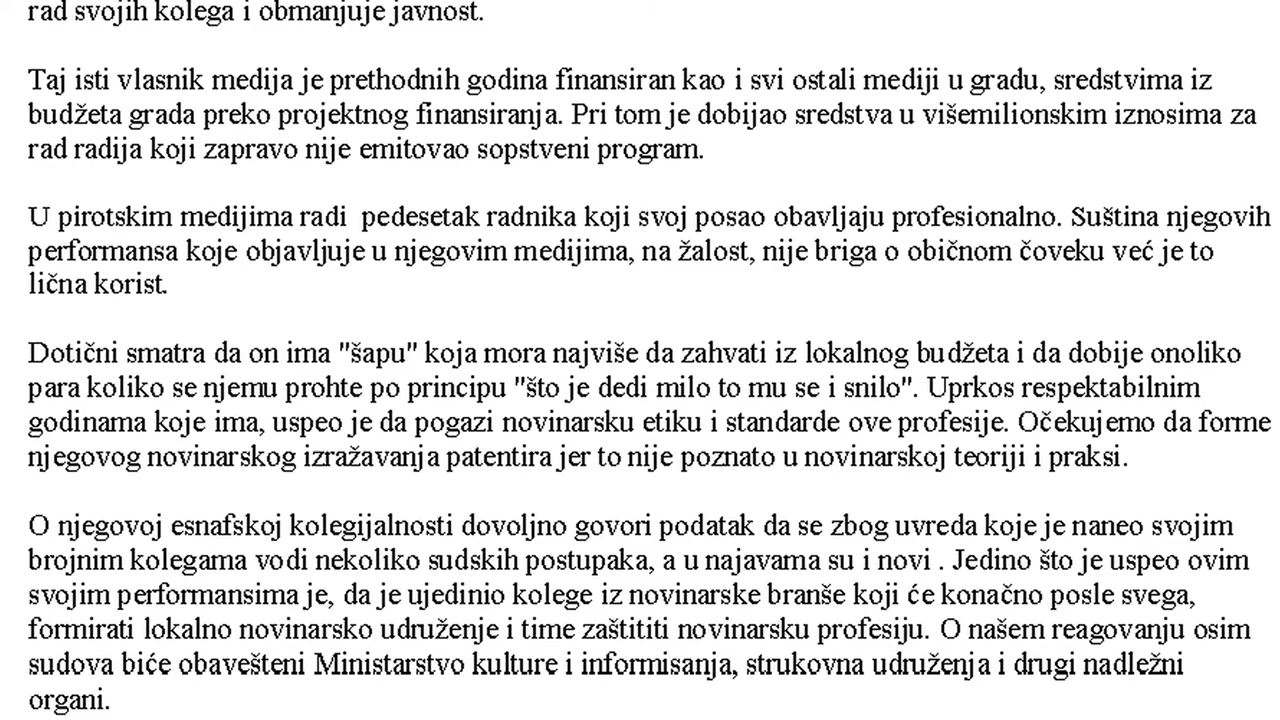 rad svojih kolega i obmanjuje javnost.
Taj isti vlasnik medija je prethodnih godina finansiran kao i svi ostali mediji u gradu, sredstvima iz
budžeta grada preko projektnog finansiranja. Pri tom je dobijao sredstva u višemilionskim iznosima za
rad radija koji zapravo nije emitovao sopstveni program.
U pirotskim medijima radi  pedesetak radnika koji svoj posao obavljaju profesionalno. Suština njegovih
performansa koje objavljuje u njegovim medijima, na žalost, nije briga o običnom čoveku već je to
lična korist.
Dotični smatra da on ima "šapu" koja mora najviše da zahvati iz lokalnog budžeta i da dobije onoliko
para koliko se njemu prohte po principu "što je dedi milo to mu se i snilo". Uprkos respektabilnim
godinama koje ima, uspeo je da pogazi novinarsku etiku i standarde ove profesije. Očekujemo da forme
njegovog novinarskog izražavanja patentira jer to nije poznato u novinarskoj teoriji i praksi.
O njegovoj esnafskoj kolegijalnosti dovoljno govori podatak da se zbog uvreda koje je naneo svojim
brojnim kolegama vodi nekoliko sudskih postupaka, a u najavama su i novi . Jedino što je uspeo ovim
svojim performansima je, da je ujedinio kolege iz novinarske branše koji će konačno posle svega,
formirati lokalno novinarsko udruženje i time zaštititi novinarsku profesiju. O našem reagovanju osim
sudova biće obavešteni Ministarstvo kulture i informisanja, strukovna udruženja i drugi nadležni
organi.